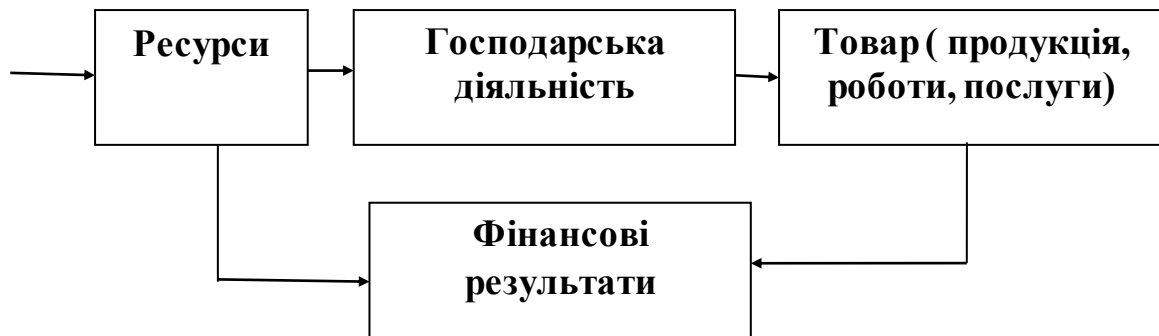 Ресурси
Господарська
діяльність
Товар ( продукція,
роботи, послуги)
Фінансові
результати